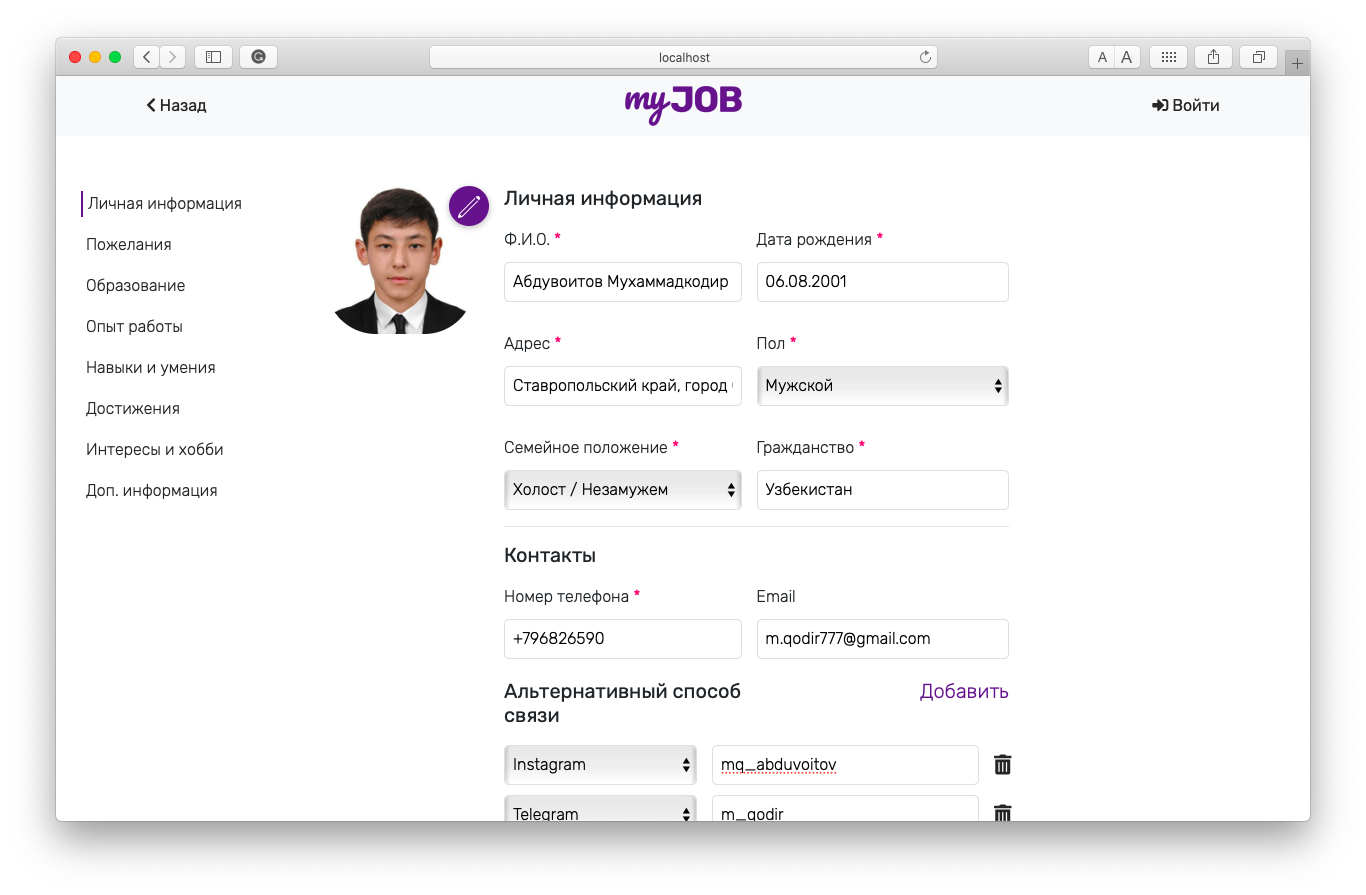 localhost
A A
Назад
myJOB
Войти
Личная информация
Пожелания
Образование
Опыт работы
Навыки и умения
Достижения
Интересы и хобби
Доп. информация
Личная информация
Ф.И.О. *
Дата рождения *
Абдувоитов Мухаммадкодир
06.08.2001
Адрес *
Пол *
Ставропольский край, город
Мужской
Семейное положение *
Гражданство *
Холост / Незамужем
Узбекистан
Контакты
Номер телефона *
Email
+796826590
m.qodir777@gmail.com
Альтернативный способ
связи
Добавить
Instagram
mq_abduvoitov
Telegram
m_qodir